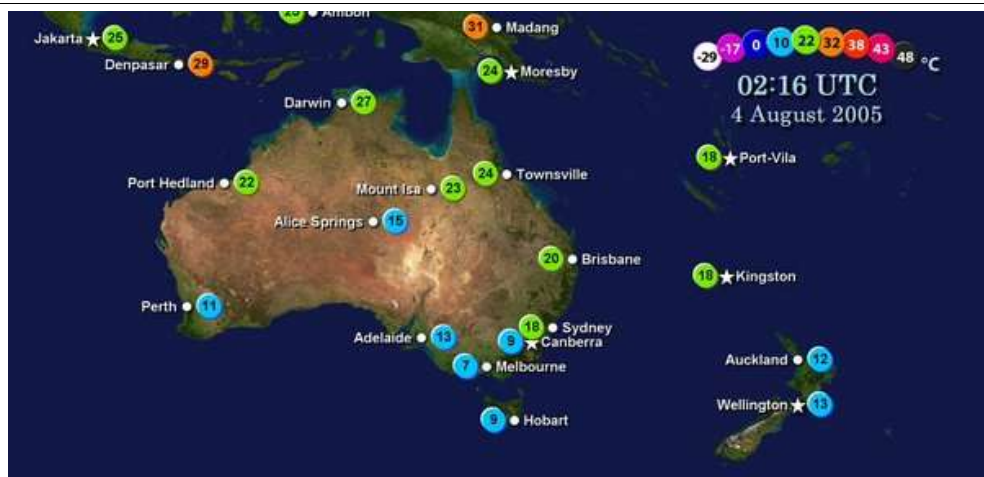 25 Ambon
31 Madang
Jakarta 25
-29 -17 0 10 22 32 38 43 48 °C
Denpasar 29
24 Moresby
02:16 UTC
4 August 2005
Darwin 27
18 Port-Vila
24 Townsville
Port Hedland 22
Mount Isa 23
Alice Springs 15
20 Brisbane
18 Kingston
Perth 11
18 Sydney
Adelaide 13
9 Canberra
Auckland 12
7 Melbourne
Wellington 13
9 Hobart